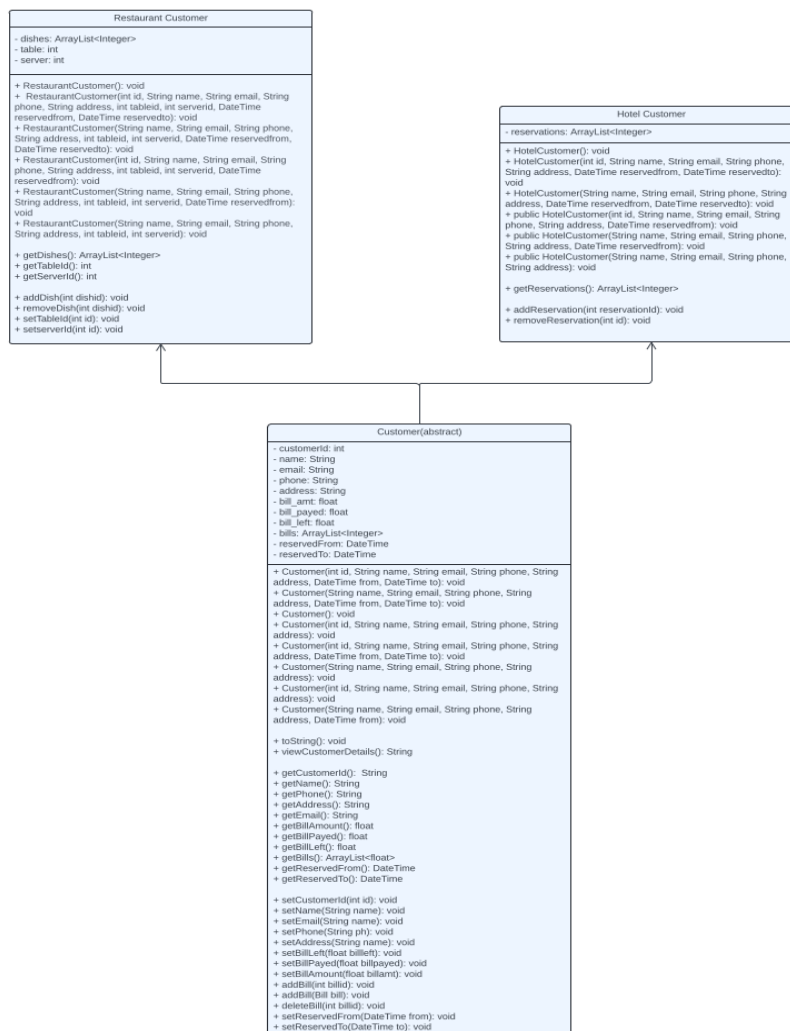 Restaurant Customer
- dishes: ArrayList<Integer>
- table: int
- server: int
+ RestaurantCustomer(): void
+  RestaurantCustomer(int id, String name, String email, String
phone, String address, int tableid, int serverid, DateTime
reservedfrom, DateTime reservedto): void
+ RestaurantCustomer(String name, String email, String phone,
String address, int tableid, int serverid, DateTime reservedfrom,
DateTime reservedto): void
+ RestaurantCustomer(int id, String name, String email, String
phone, String address, int tableid, int serverid, DateTime
reservedfrom): void
+ RestaurantCustomer(String name, String email, String phone,
String address, int tableid, int serverid, DateTime reservedfrom):
void
+ RestaurantCustomer(String name, String email, String phone,
String address, int tableid, int serverid): void
+ getDishes(): ArrayList<Integer>
+ getTableId(): int
+ getServerId(): int
+ addDish(int dishid): void
+ removeDish(int dishid): void
+ setTableId(int id): void
+ setserverId(int id): void
Hotel Customer
- reservations: ArrayList<Integer>
+ HotelCustomer(): void
+ HotelCustomer(int id, String name, String email, String phone,
String address, DateTime reservedfrom, DateTime reservedto):
void
+ HotelCustomer(String name, String email, String phone, String
address, DateTime reservedfrom, DateTime reservedto): void
+ public HotelCustomer(int id, String name, String email, String
phone, String address, DateTime reservedfrom): void
+ public HotelCustomer(String name, String email, String phone,
String address, DateTime reservedfrom): void
+ public HotelCustomer(String name, String email, String phone,
String address): void
+ getReservations(): ArrayList<Integer>
+ addReservation(int reservationId): void
+ removeReservation(int id): void
Customer(abstract)
- customerId: int
- name: String
- email: String
- phone: String
- address: String
- bill_amt: float
- bill_payed: float
- bill_left: float
- bills: ArrayList<Integer>
- reservedFrom: DateTime
- reservedTo: DateTime
+ Customer(int id, String name, String email, String phone, String
address, DateTime from, DateTime to): void
+ Customer(String name, String email, String phone, String
address, DateTime from, DateTime to): void
+ Customer(): void
+ Customer(int id, String name, String email, String phone, String
address): void
+ Customer(int id, String name, String email, String phone, String
address, DateTime from, DateTime to): void
+ Customer(String name, String email, String phone, String
address): void
+ Customer(int id, String name, String email, String phone, String
address): void
+ Customer(String name, String email, String phone, String
address, DateTime from): void
+ toString(): void
+ viewCustomerDetails(): String
+ getCustomerId():  String
+ getName(): String
+ getPhone(): String
+ getAddress(): String
+ getEmail(): String
+ getBillAmount(): float
+ getBillPayed(): float
+ getBillLeft(): float
+ getBills(): ArrayList<float>
+ getReservedFrom(): DateTime
+ getReservedTo(): DateTime
+ setCustomerId(int id): void
+ setName(String name): void
+ setEmail(String name): void
+ setPhone(String ph): void
+ setAddress(String name): void
+ setBillLeft(float billleft): void
+ setBillPayed(float billpayed): void
+ setBillAmount(float billamt): void
+ addBill(int billid): void
+ addBill(Bill bill): void
+ deleteBill(int billid): void
+ setReservedFrom(DateTime from): void
+ setReservedTo(DateTime to): void